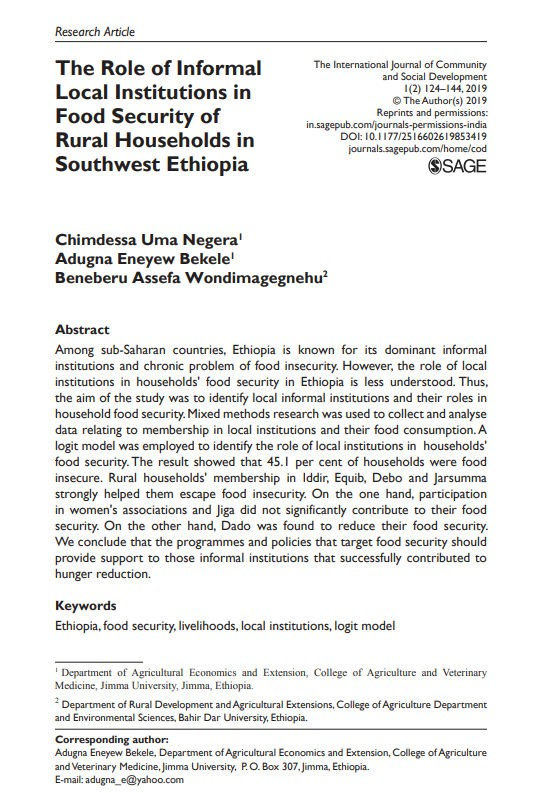 Research Article
The Role of Informal
Local Institutions in
Food Security of
Rural Households in
Southwest Ethiopia
The International Journal of Community
and Social Development
1(2) 124–144, 2019
© The Author(s) 2019
Reprints and permissions:
in.sagepub.com/journals-permissions-india
DOI: 10.1177/2516602619853419
journals.sagepub.com/home/cod
SAGE
Chimdessa Uma Negera¹
Adugna Eneyew Bekele¹
Beneberu Assefa Wondimagegnehu²
Abstract
Among sub-Saharan countries, Ethiopia is known for its dominant informal
institutions and chronic problem of food insecurity. However, the role of local
institutions in households' food security in Ethiopia is less understood. Thus,
the aim of the study was to identify local informal institutions and their roles in
household food security. Mixed methods research was used to collect and analyse
data relating to membership in local institutions and their food consumption. A
logit model was employed to identify the role of local institutions in households'
food security. The result showed that 45.1 per cent of households were food
insecure. Rural households' membership in Iddir, Equib, Debo and Jarsumma
strongly helped them escape food insecurity. On the one hand, participation
in women's associations and Jiga did not significantly contribute to their food
security. On the other hand, Dado was found to reduce their food security.
We conclude that the programmes and policies that target food security should
provide support to those informal institutions that successfully contributed to
hunger reduction.
Keywords
Ethiopia, food security, livelihoods, local institutions, logit model
¹ Department of Agricultural Economics and Extension, College of Agriculture and Veterinary
Medicine, Jimma University, Jimma, Ethiopia.
² Department of Rural Development and Agricultural Extensions, College of Agriculture Department
and Environmental Sciences, Bahir Dar University, Ethiopia.
Corresponding author:
Adugna Eneyew Bekele, Department of Agricultural Economics and Extension, College of Agriculture
and Veterinary Medicine, Jimma University, P. O. Box 307, Jimma, Ethiopia.
E-mail: adugna_e@yahoo.com